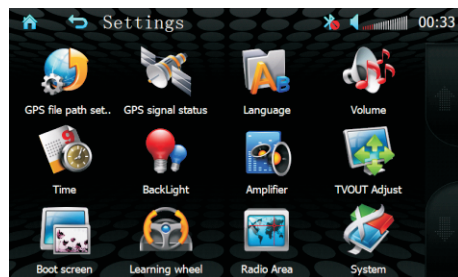 Settings 00:33
GPS file path set.. GPS signal status Language Volume
Time BackLight Amplifier TVOUT Adjust
Boot screen Learning wheel Radio Area System